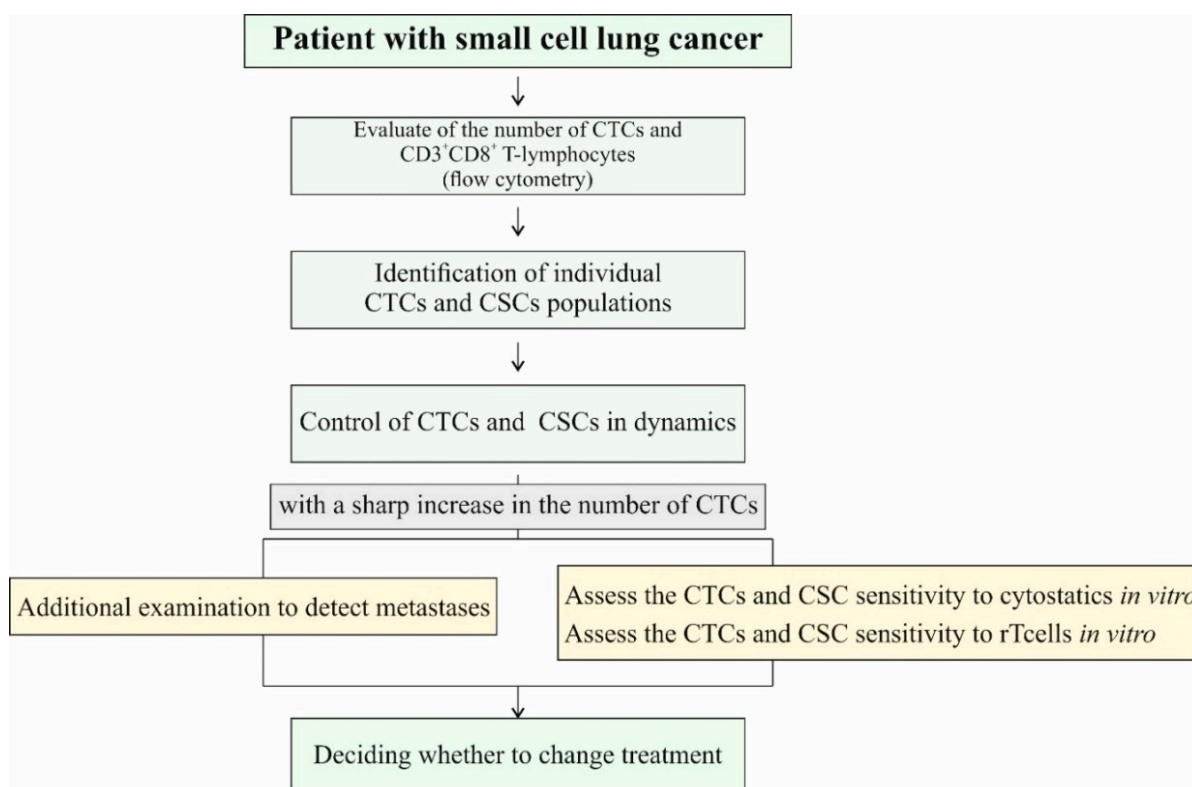 Patient with small cell lung cancer
Evaluate of the number of CTCs and
CD3⁺CD8⁺ T-lymphocytes
(flow cytometry)
Identification of individual
CTCs and CSCs populations
Control of CTCs and CSCs in dynamics
with a sharp increase in the number of CTCs
Additional examination to detect metastases
Assess the CTCs and CSC sensitivity to cytostatics in vitro
Assess the CTCs and CSC sensitivity to rTcells in vitro
Deciding whether to change treatment